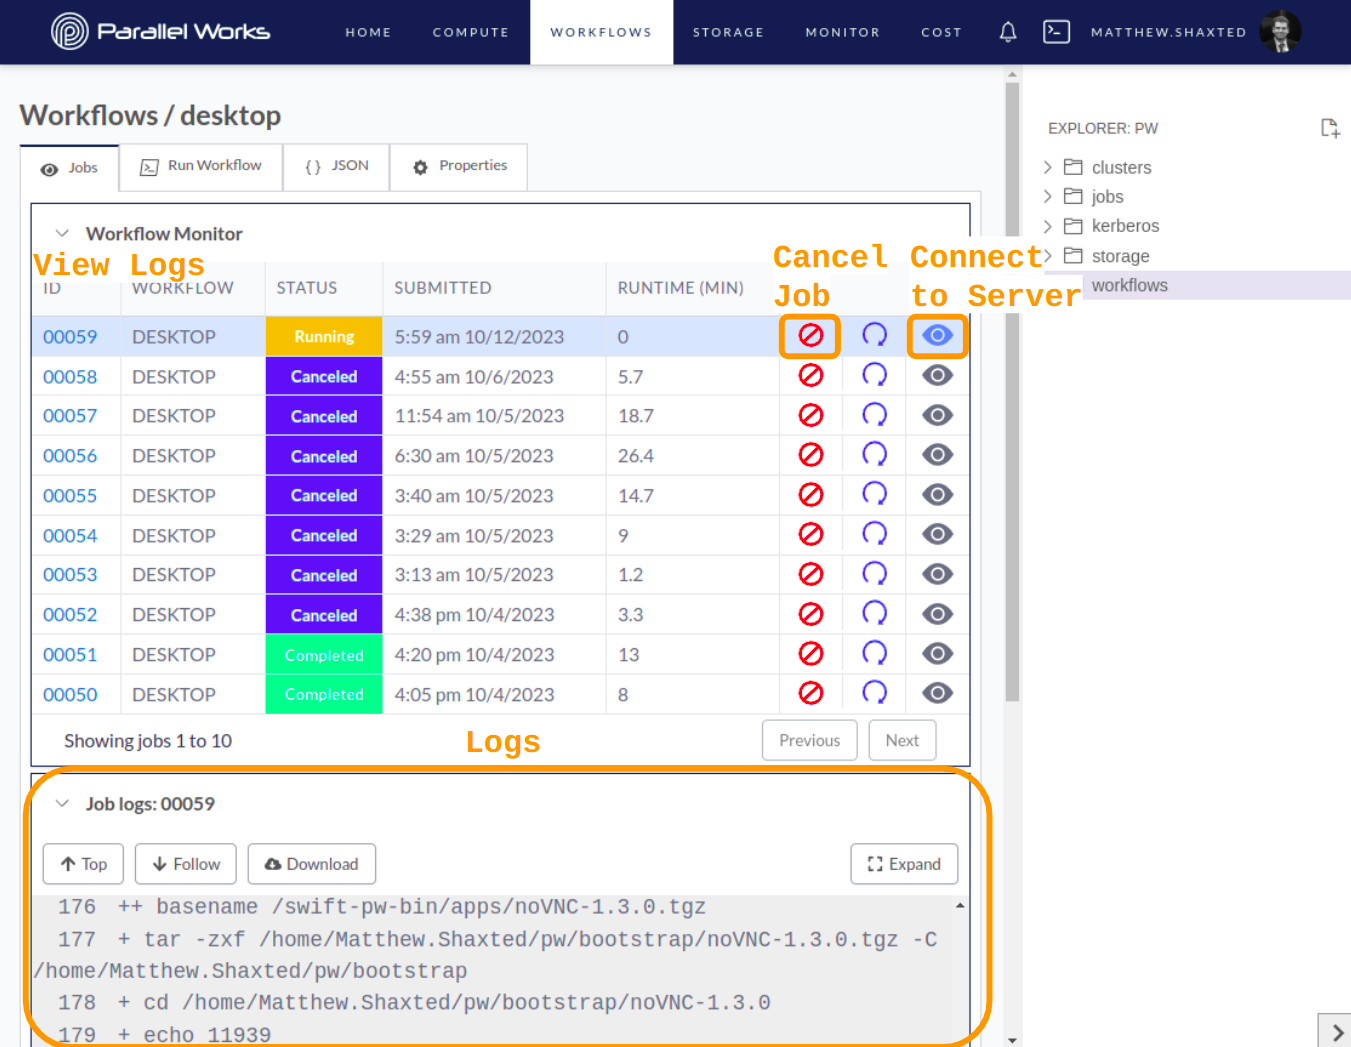 Parallel Works
HOME COMPUTE WORKFLOWS STORAGE MONITOR COST MATTHEW.SHAXTED
Workflows / desktop
Jobs Run Workflow { } JSON Properties
Workflow Monitor
View Logs Cancel Job Connect to Server
ID WORKFLOW STATUS SUBMITTED RUNTIME (MIN)
00059 DESKTOP Running 5:59 am 10/12/2023 0
00058 DESKTOP Canceled 4:55 am 10/6/2023 5.7
00057 DESKTOP Canceled 11:54 am 10/5/2023 18.7
00056 DESKTOP Canceled 6:30 am 10/5/2023 26.4
00055 DESKTOP Canceled 3:40 am 10/5/2023 14.7
00054 DESKTOP Canceled 3:29 am 10/5/2023 9
00053 DESKTOP Canceled 3:13 am 10/5/2023 1.2
00052 DESKTOP Canceled 4:38 pm 10/4/2023 3.3
00051 DESKTOP Completed 4:20 pm 10/4/2023 13
00050 DESKTOP Completed 4:05 pm 10/4/2023 8
Showing jobs 1 to 10 Previous Next
Logs
Job logs: 00059
Top Follow Download Expand
176 ++ basename /swift-pw-bin/apps/noVNC-1.3.0.tgz
177 + tar -zxf /home/Matthew.Shaxted/pw/bootstrap/noVNC-1.3.0.tgz -C
/home/Matthew.Shaxted/pw/bootstrap
178 + cd /home/Matthew.Shaxted/pw/bootstrap/noVNC-1.3.0
179 + echo 11939
EXPLORER: PW
clusters
jobs
kerberos
storage
workflows